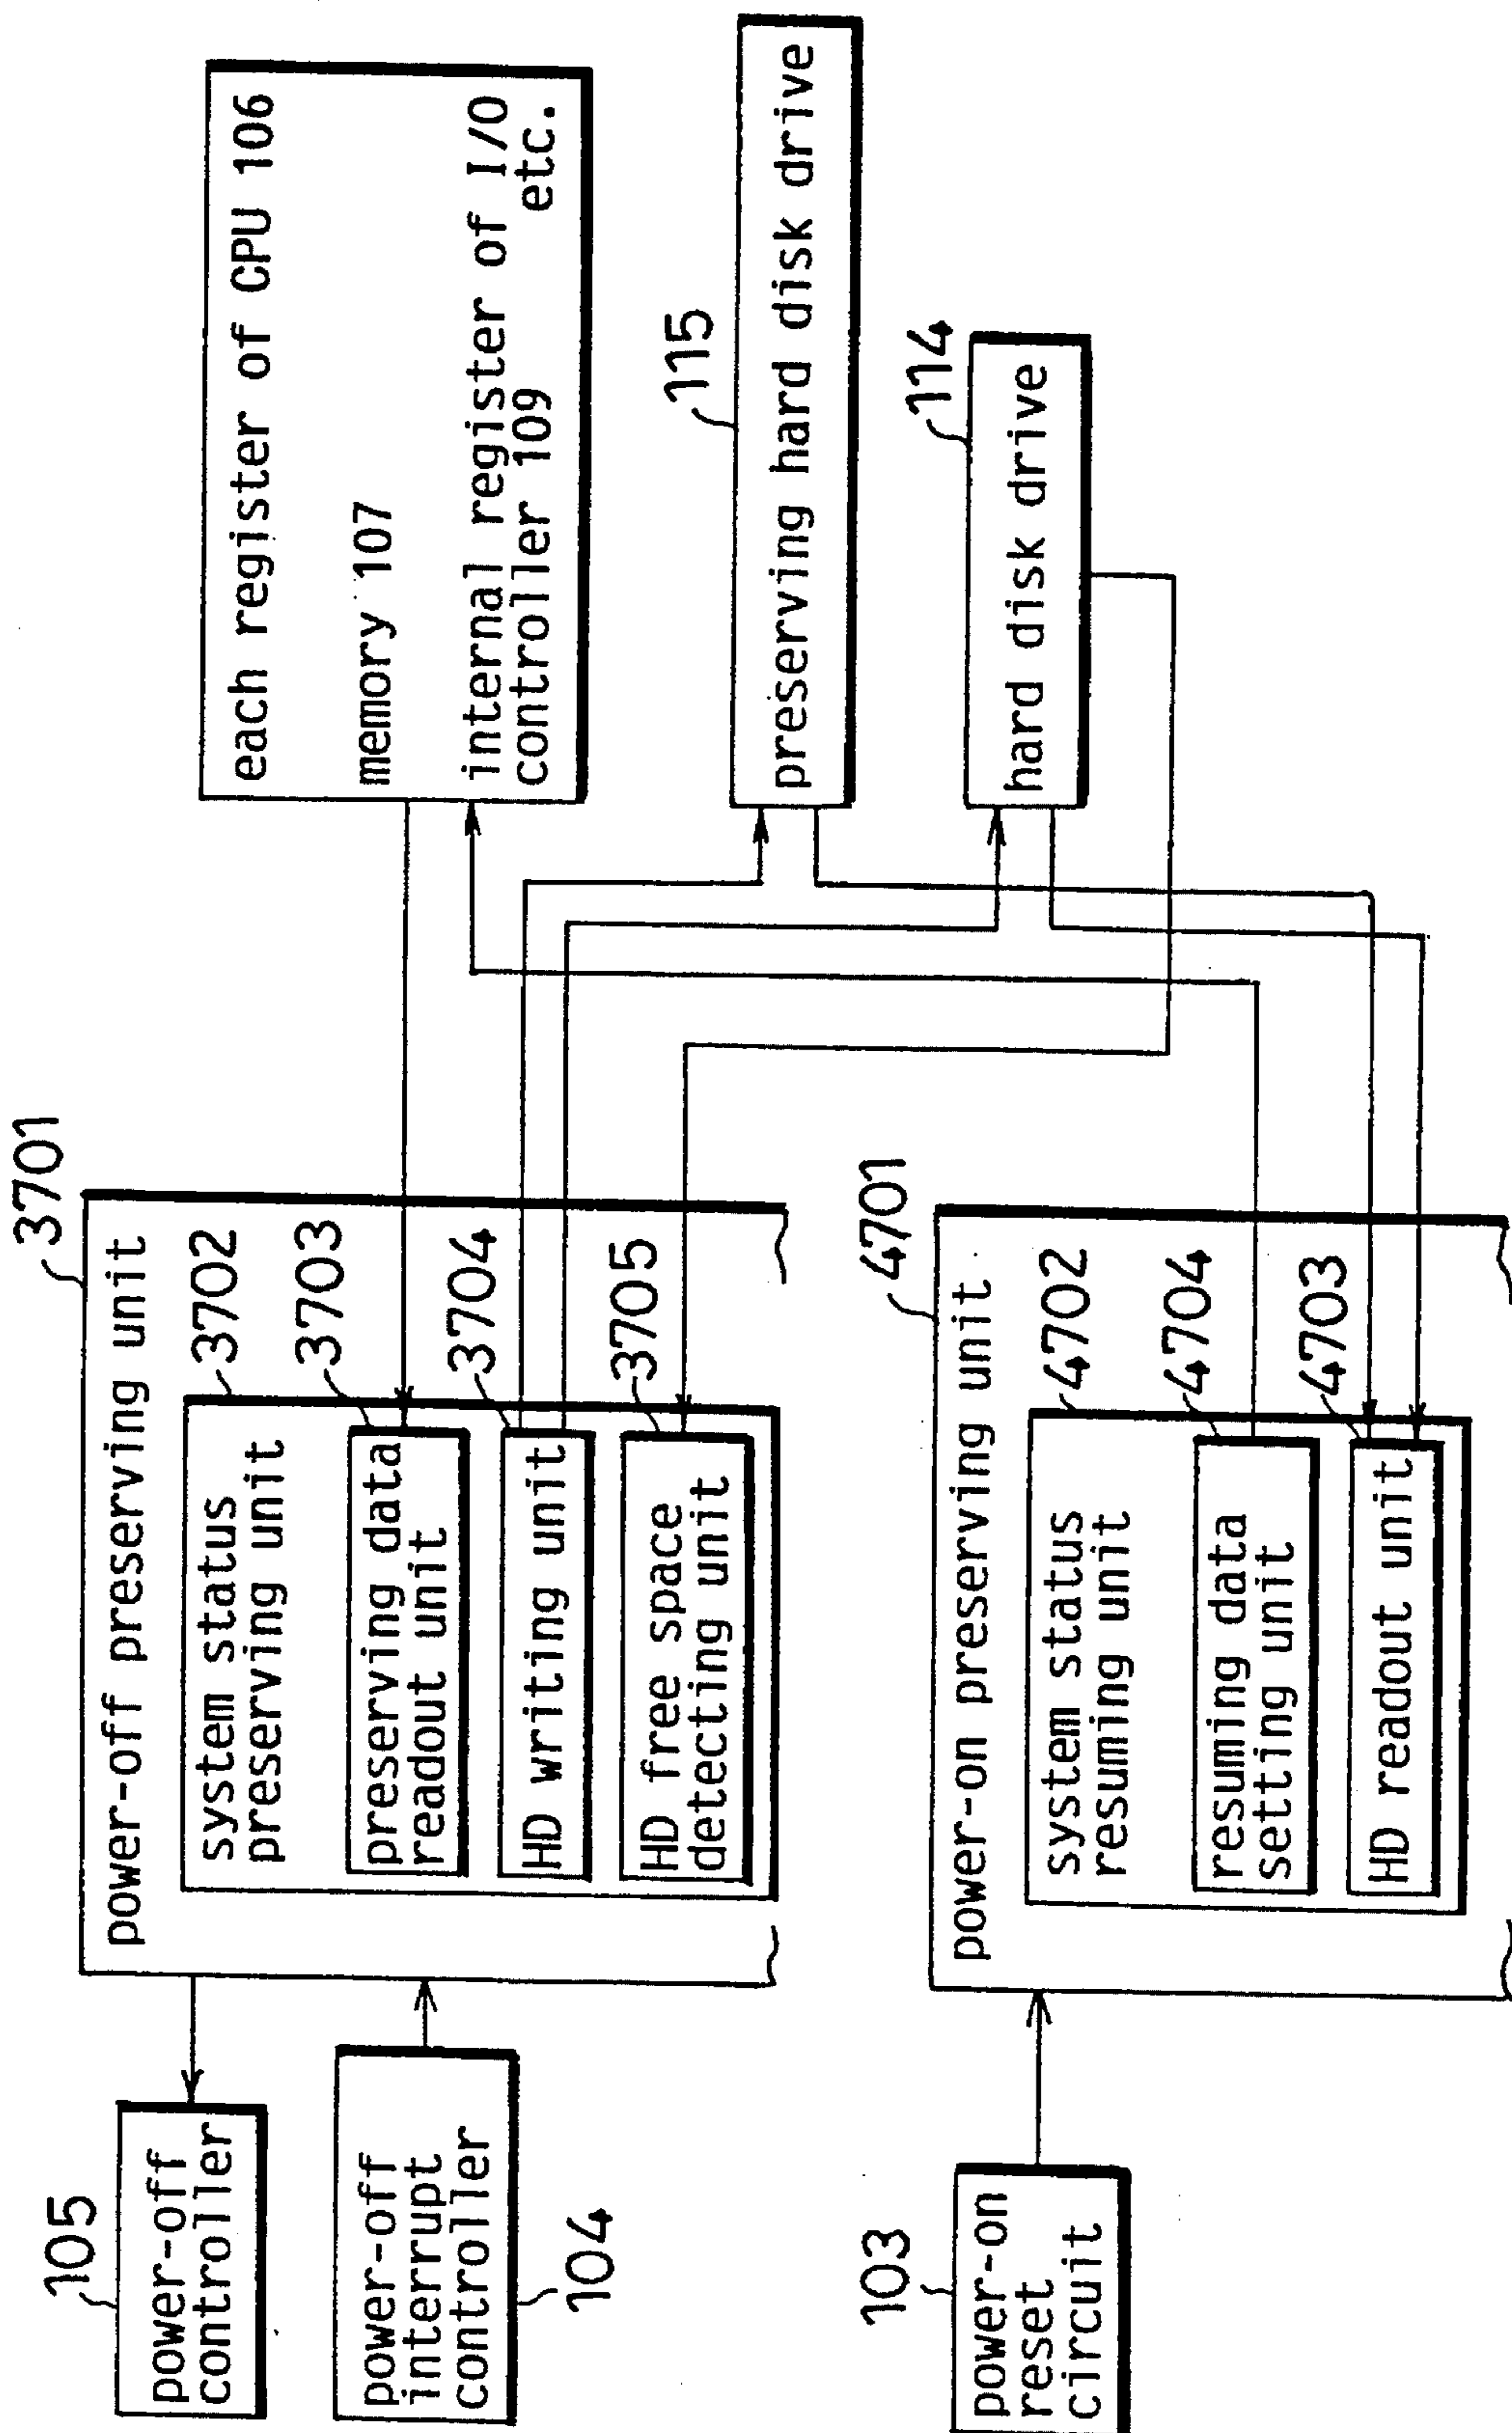 105
power-off
controller
power-off
interrupt
controller
104
103
power-on
reset
circuit
3701
power-off preserving unit
3702
system status
preserving unit
3703
preserving data
readout unit
3704
HD writing unit
3705
HD free space
detecting unit
4701
power-on preserving unit
4702
system status
resuming unit
4704
resuming data
setting unit
4703
HD readout unit
each register of CPU 106
memory 107
internal register of I/O
controller 109 etc.
115
preserving hard disk drive
114
hard disk drive